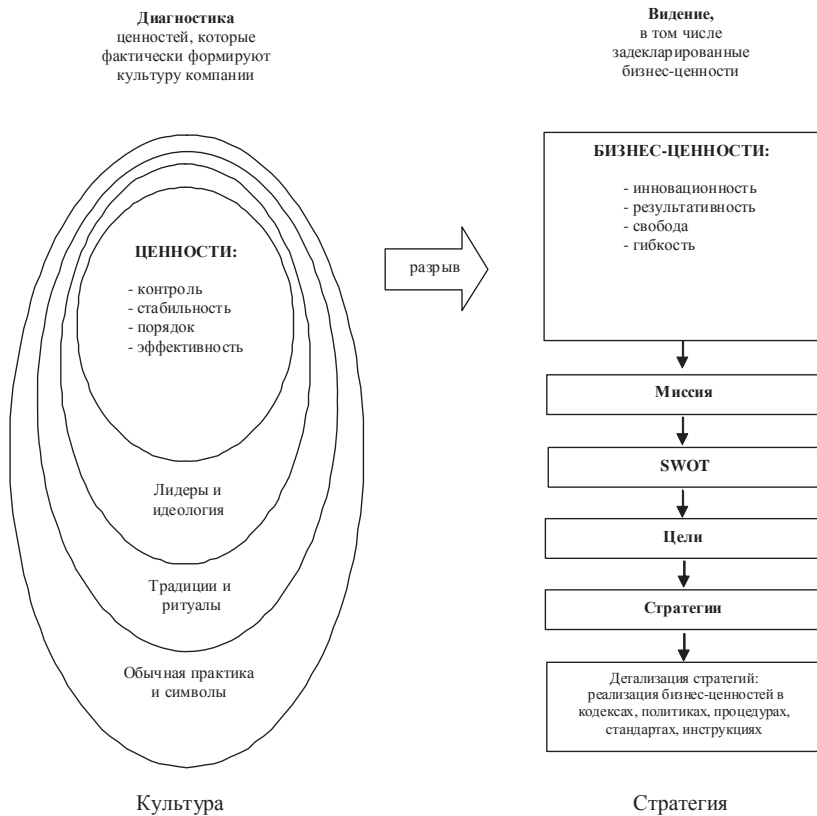 Диагностика
ценностей, которые
фактически формируют
культуру компании
ЦЕННОСТИ:
- контроль
- стабильность
- порядок
- эффективность
Лидеры и
идеология
Традиции и
ритуалы
Обычная практика
и символы
Культура
разрыв
Видение,
в том числе
задекларированные
бизнес-ценности
БИЗНЕС-ЦЕННОСТИ:
- инновационность
- результативность
- свобода
- гибкость
Миссия
SWOT
Цели
Стратегии
Детализация стратегий:
реализация бизнес-ценностей в
кодексах, политиках, процедурах,
стандартах, инструкциях
Стратегия